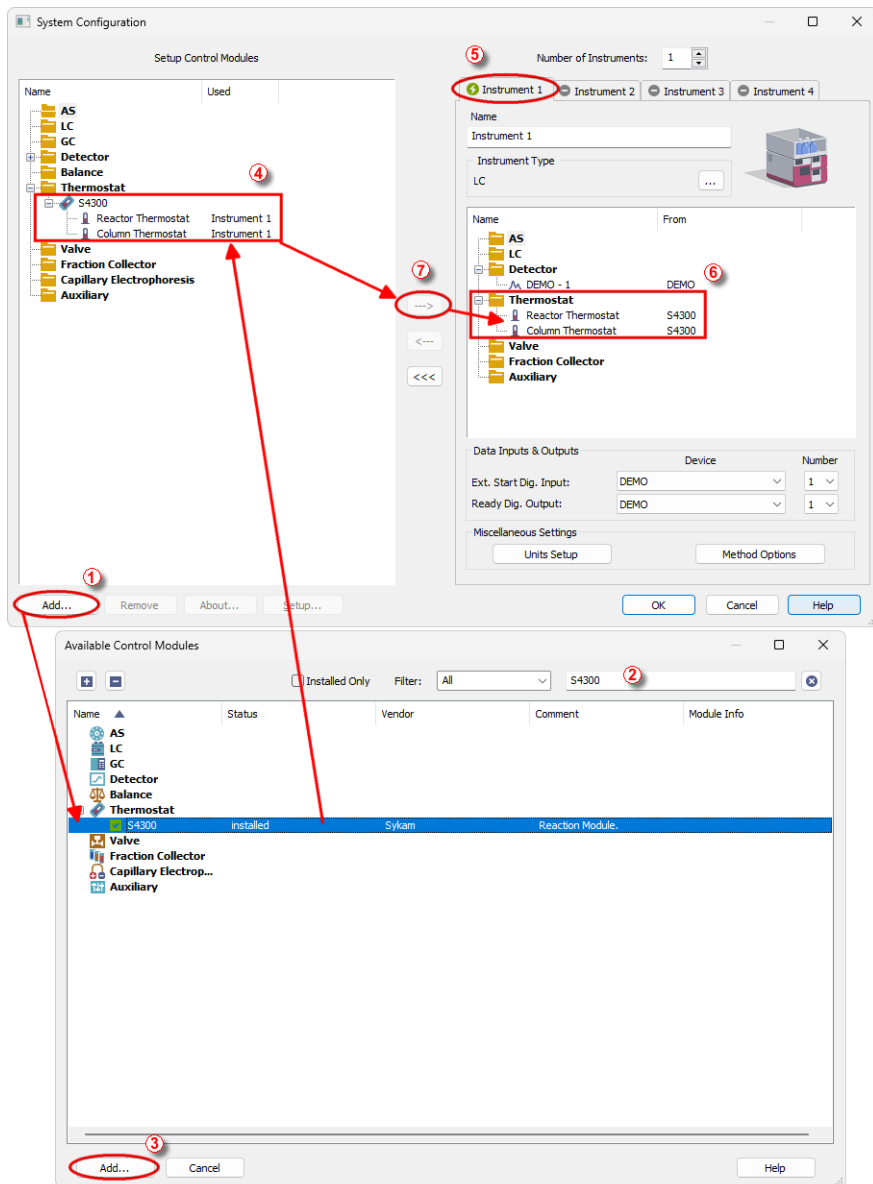 System Configuration
Setup Control Modules
⑤
Number of Instruments: 1
Name Used
AS
LC
GC
Detector
Balance
④
Thermostat
S4300
Reactor Thermostat Instrument 1
Column Thermostat Instrument 1
Valve
Fraction Collector
Capillary Electrophoresis
Auxiliary
⑦
--->
<---
<<<
Instrument 1 Instrument 2 Instrument 3 Instrument 4
Name
Instrument 1
Instrument Type
LC ...
Name From
AS
LC
Detector
⑥
DEMO - 1 DEMO
Thermostat
Reactor Thermostat S4300
Column Thermostat S4300
Valve
Fraction Collector
Auxiliary
Data Inputs & Outputs
Device Number
Ext. Start Dig. Input: DEMO 1
Ready Dig. Output: DEMO 1
Miscellaneous Settings
Units Setup Method Options
①
Add... Remove About... Setup...
OK Cancel Help
Available Control Modules
Installed Only Filter: All S4300 ②
Name Status Vendor Comment Module Info
AS
LC
GC
Detector
Balance
Thermostat
S4300 installed Sykam Reaction Module.
Valve
Fraction Collector
Capillary Electrop...
Auxiliary
③
Add... Cancel Help